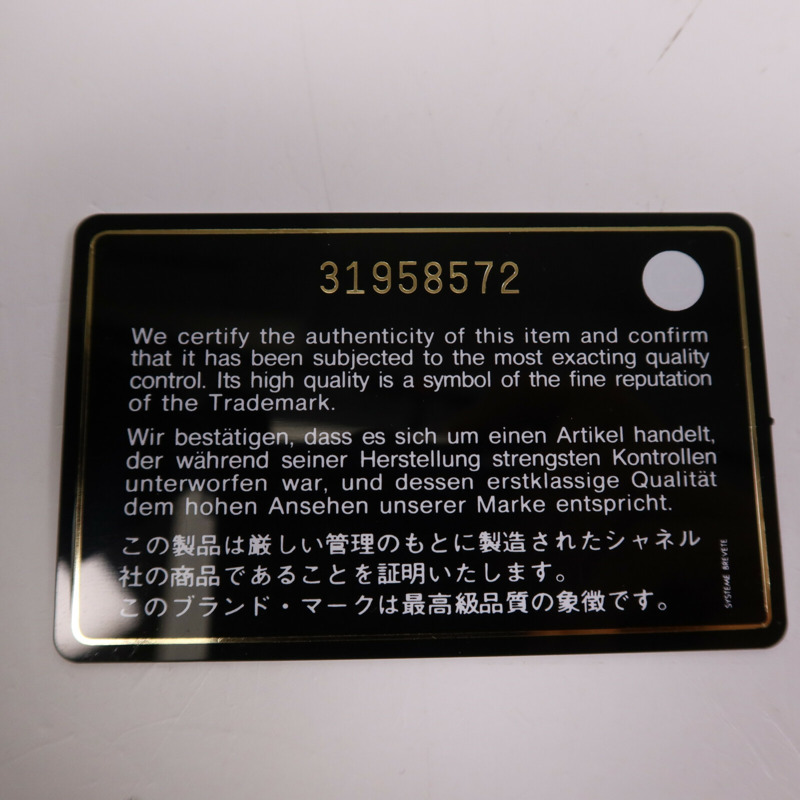 31958572
We certify the authenticity of this item and confirm
that it has been subjected to the most exacting quality
control. Its high quality is a symbol of the fine reputation
of the Trademark.
Wir bestätigen, dass es sich um einen Artikel handelt,
der während seiner Herstellung strengsten Kontrollen
unterworfen war, und dessen erstklassige Qualität
dem hohen Ansehen unserer Marke entspricht.
この製品は厳しい管理のもとに製造されたシャネル
社の商品であることを証明いたします。
このブランド・マークは最高級品質の象徴です。
SYSTEME BREVETE